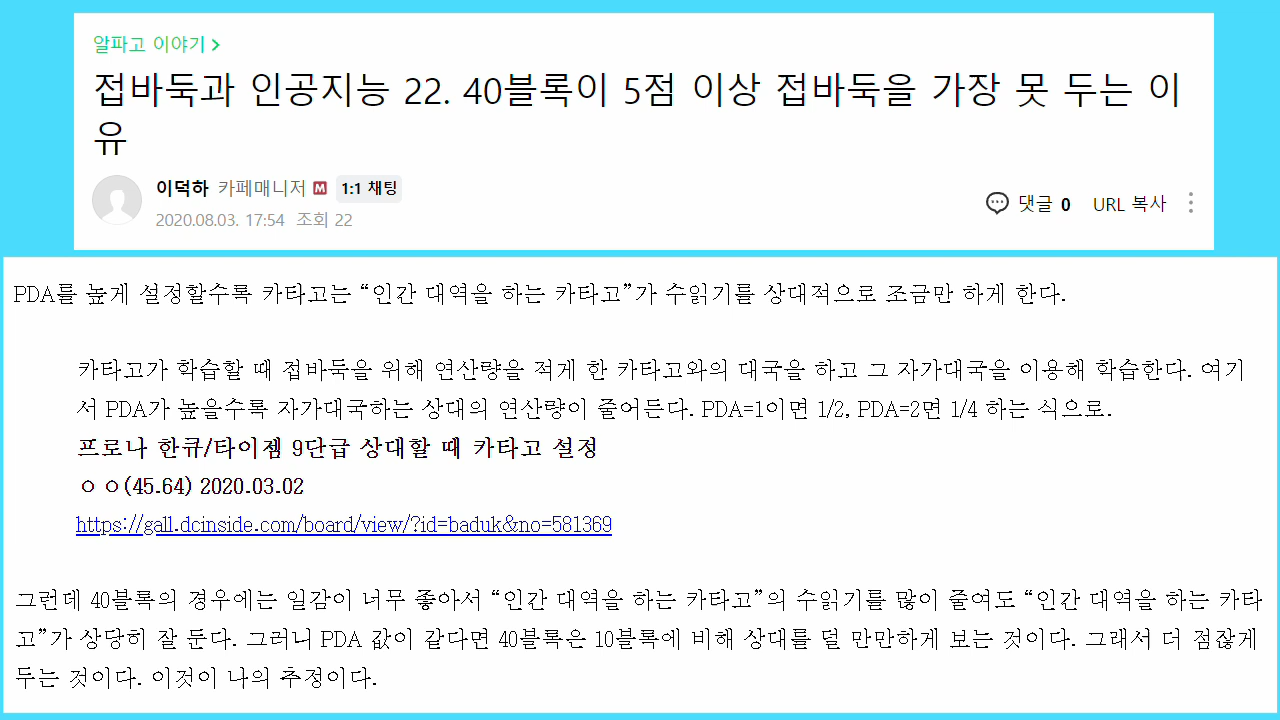 알파고 이야기 >
접바둑과 인공지능 22. 40블록이 5점 이상 접바둑을 가장 못 두는 이
유
이덕하 카페매니저 M 1:1 채팅
2020.08.03. 17:54 조회 22
댓글 0 URL 복사
PDA를 높게 설정할수록 카타고는 “인간 대역을 하는 카타고”가 수읽기를 상대적으로 조금만 하게 한다.
카타고가 학습할 때 접바둑을 위해 연산량을 적게 한 카타고와의 대국을 하고 그 자가대국을 이용해 학습한다. 여기
서 PDA가 높을수록 자가대국하는 상대의 연산량이 줄어든다. PDA=1이면 1/2, PDA=2면 1/4 하는 식으로.
프로나 한큐/타이젬 9단급 상대할 때 카타고 설정
ㅇㅇ(45.64) 2020.03.02
https://gall.dcinside.com/board/view/?id=baduk&no=581369
그런데 40블록의 경우에는 일감이 너무 좋아서 “인간 대역을 하는 카타고”의 수읽기를 많이 줄여도 “인간 대역을 하는 카타
고”가 상당히 잘 둔다. 그러니 PDA 값이 같다면 40블록은 10블록에 비해 상대를 덜 만만하게 보는 것이다. 그래서 더 점잖게
두는 것이다. 이것이 나의 추정이다.